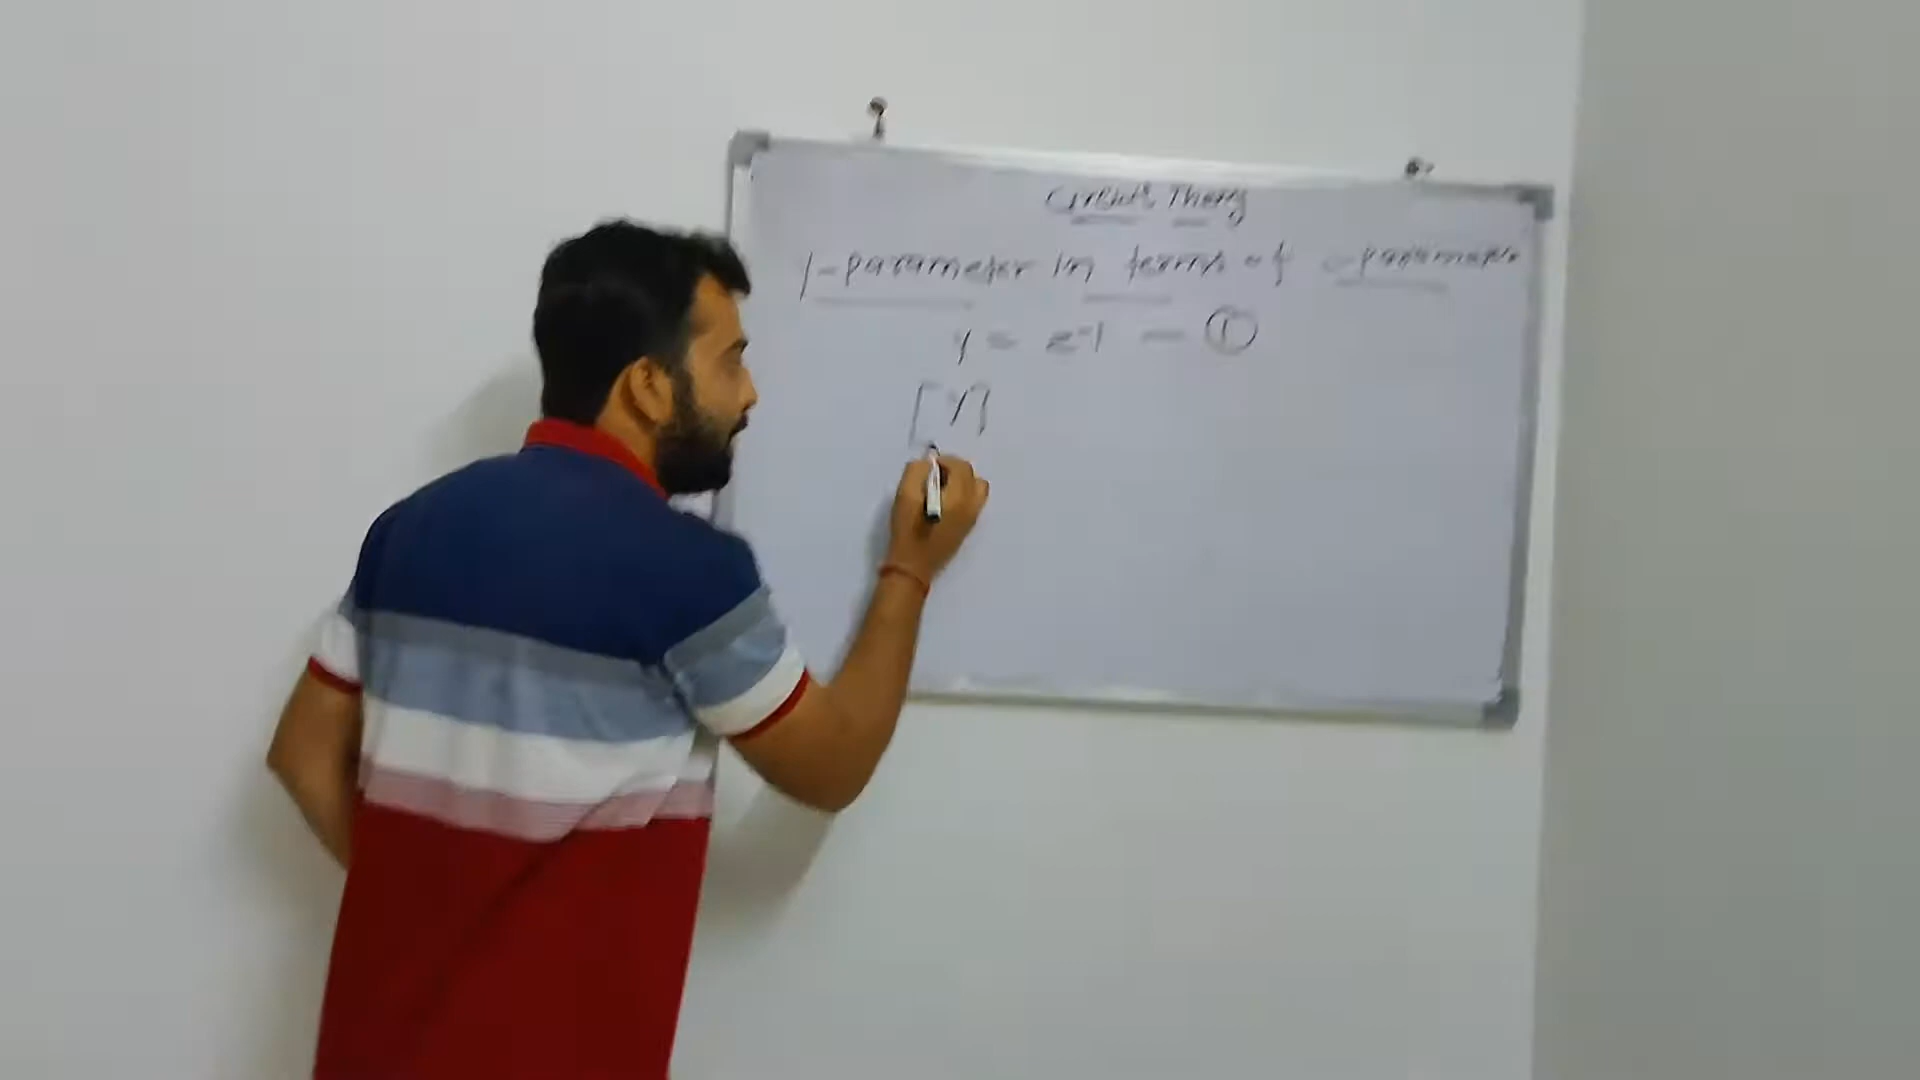 Circuit Theory
Y-parameter in terms of z-parameter
Y = z-1 — ①
[Y]